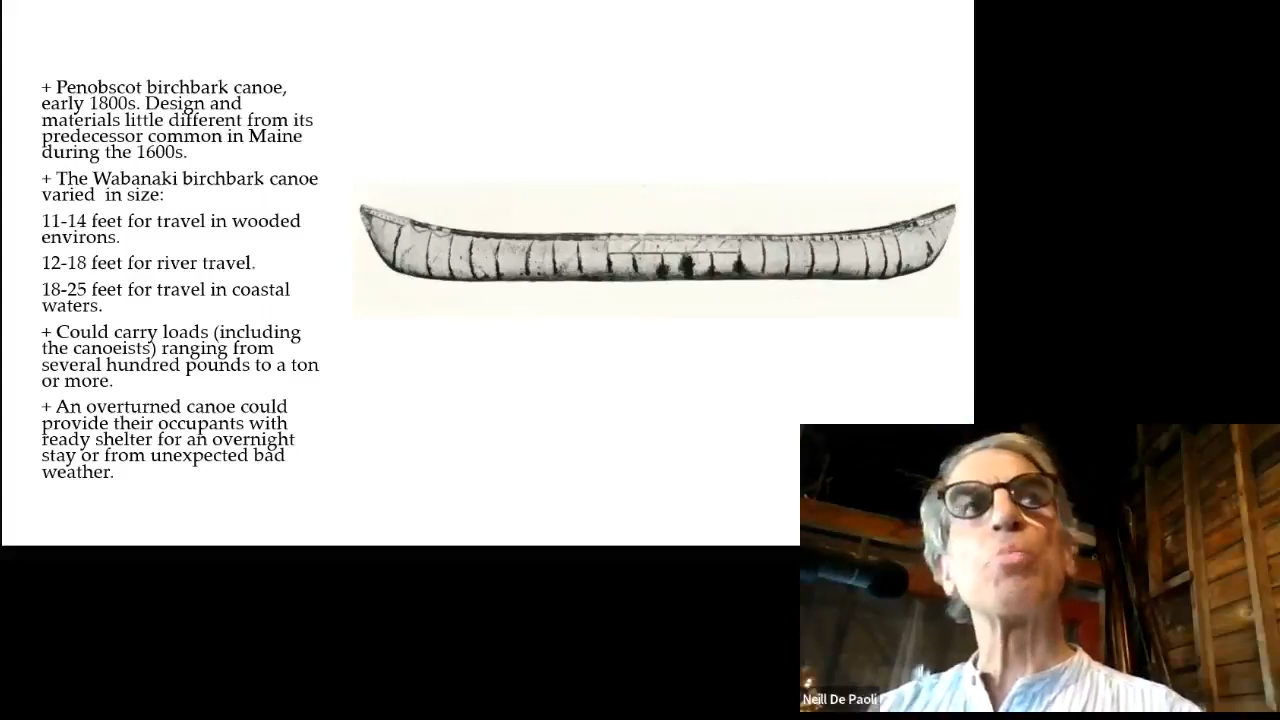 + Penobscot birchbark canoe,
early 1800s. Design and
materials little different from its
predecessor common in Maine
during the 1600s.
+ The Wabanaki birchbark canoe
varied  in size:
11-14 feet for travel in wooded
environs.
12-18 feet for river travel.
18-25 feet for travel in coastal
waters.
+ Could carry loads (including
the canoeists) ranging from
several hundred pounds to a ton
or more.
+ An overturned canoe could
provide their occupants with
ready shelter for an overnight
stay or from unexpected bad
weather.
Neill De Paoli